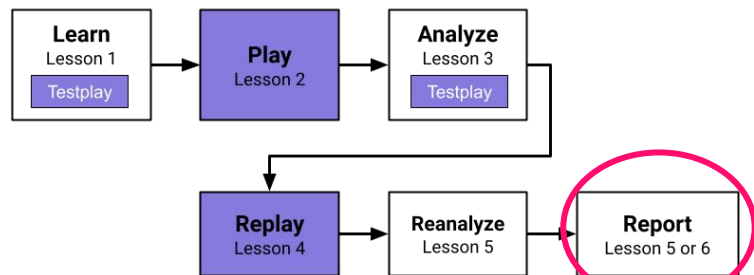 Learn
Lesson 1
Testplay
Play
Lesson 2
Analyze
Lesson 3
Testplay
Replay
Lesson 4
Reanalyze
Lesson 5
Report
Lesson 5 or 6